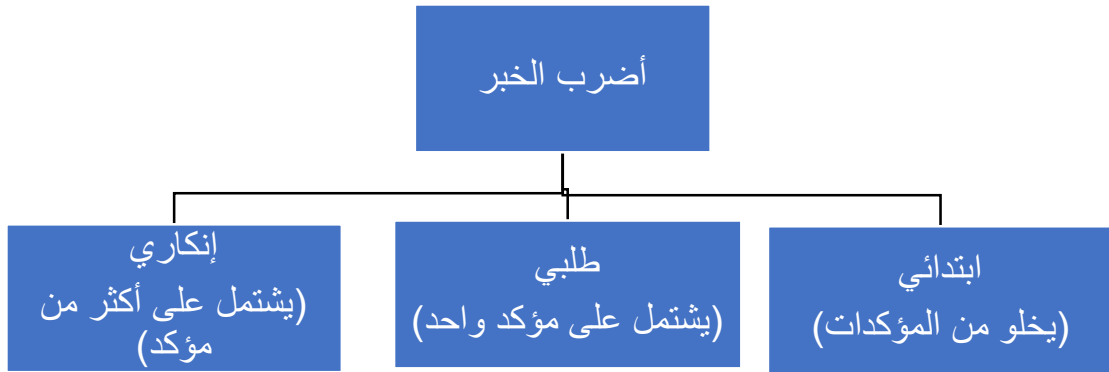 أضرب الخبر
ابتدائي
(يخلو من المؤكدات)
طلبي
(يشتمل على مؤكد واحد)
إنكاري
(يشتمل على أكثر من
مؤكد)